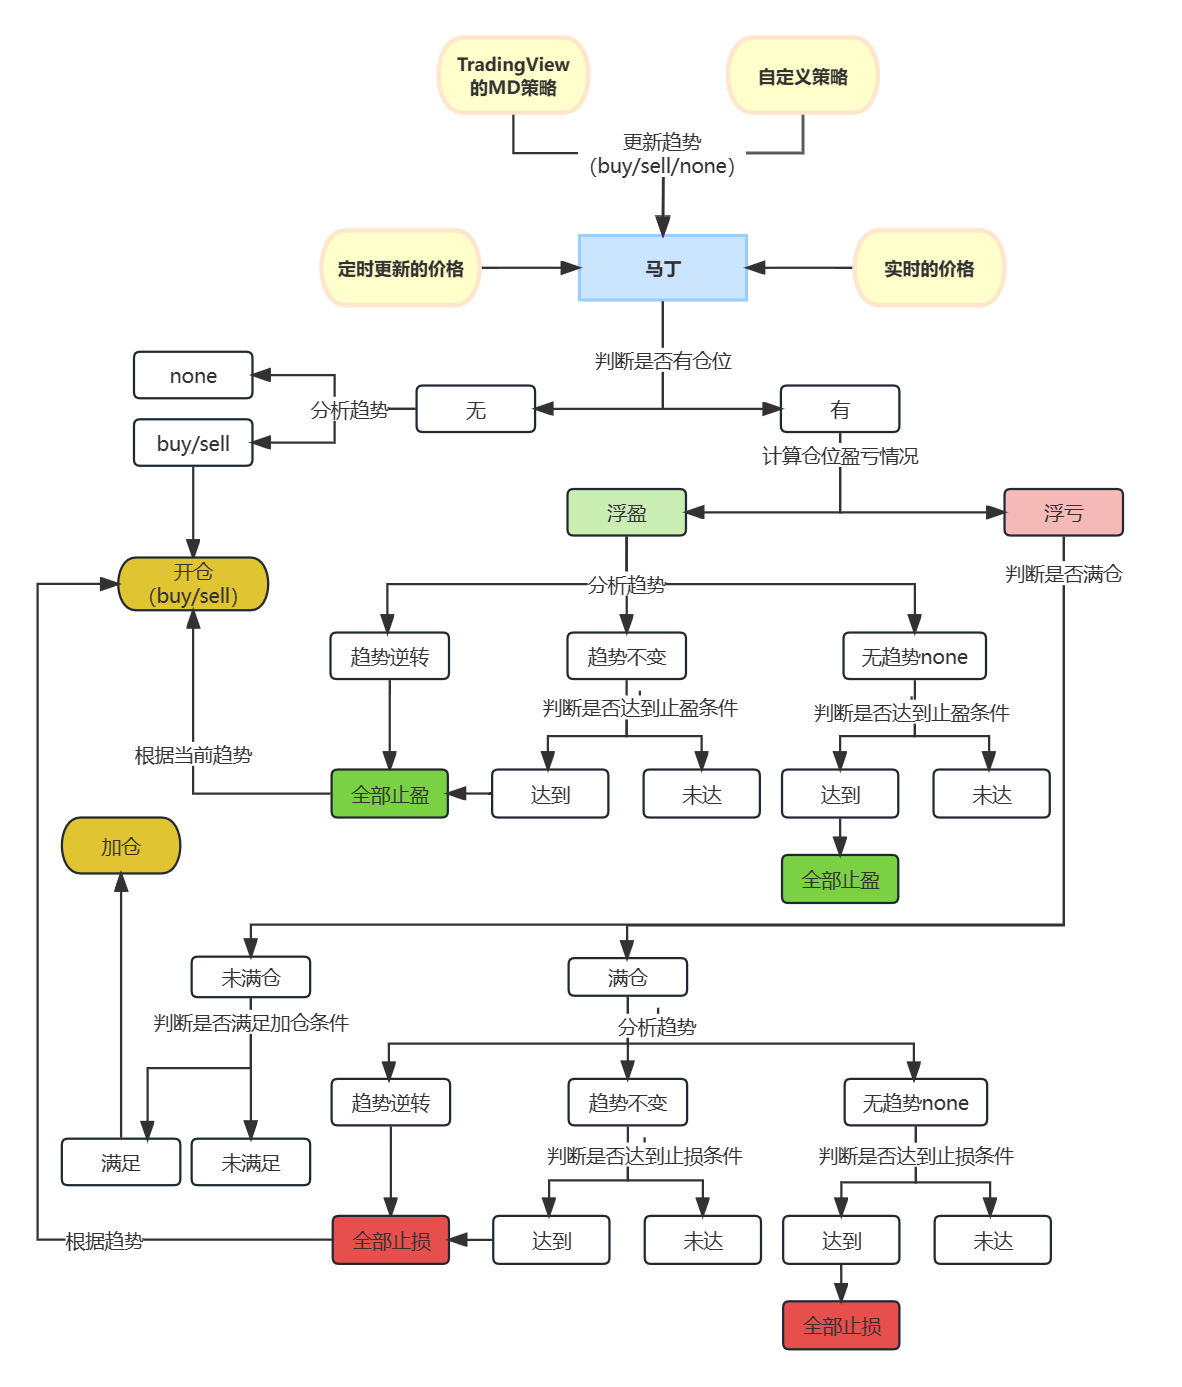 TradingView
的MD策略
自定义策略
更新趋势
（buy/sell/none）
定时更新的价格
马丁
实时的价格
判断是否有仓位
none
分析趋势
无
有
buy/sell
计算仓位盈亏情况
浮盈
浮亏
开仓
（buy/sell）
分析趋势
判断是否满仓
趋势逆转
趋势不变
无趋势none
判断是否达到止盈条件
判断是否达到止盈条件
根据当前趋势
全部止盈
达到
未达
达到
未达
加仓
全部止盈
未满仓
满仓
判断是否满足加仓条件
分析趋势
趋势逆转
趋势不变
无趋势none
满足
未满足
判断是否达到止损条件
判断是否达到止损条件
根据趋势
全部止损
达到
未达
达到
未达
全部止损